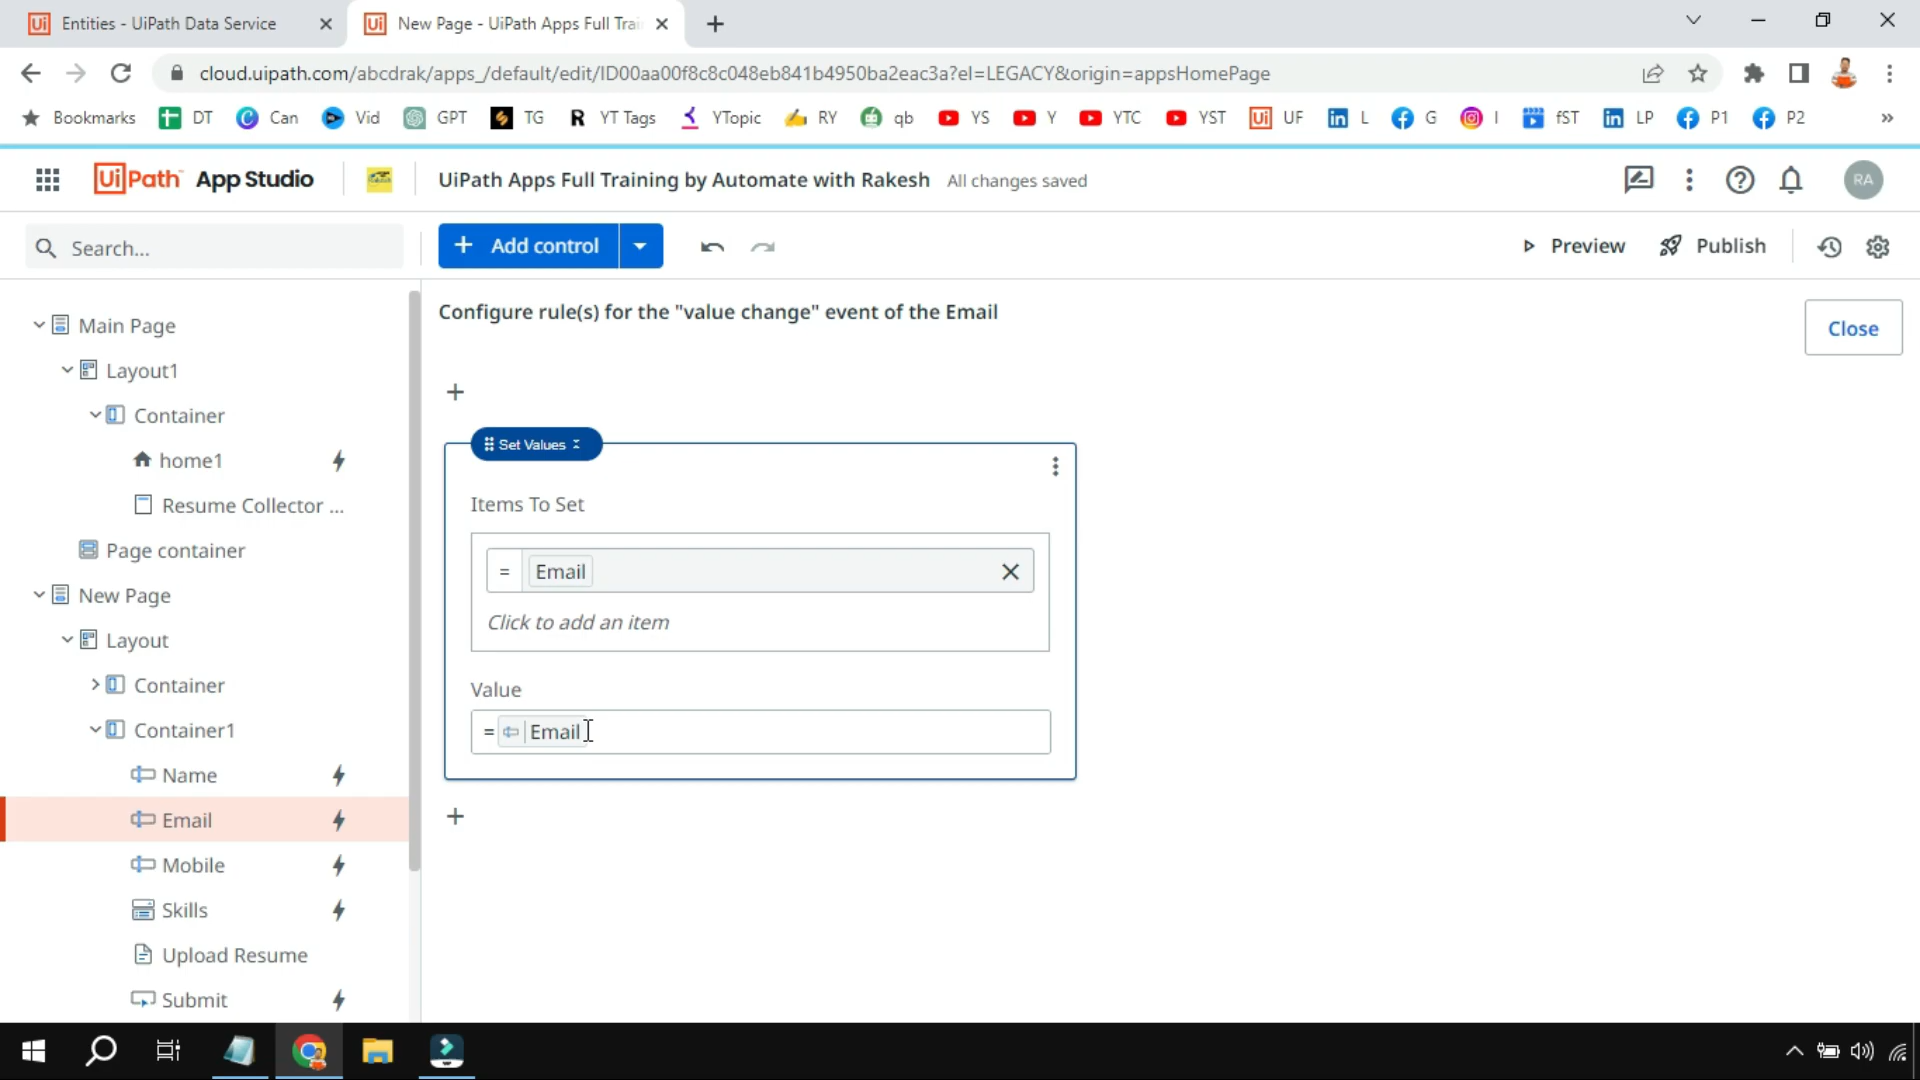 Entities - UiPath Data Service
New Page - UiPath Apps Full Trai
cloud.uipath.com/abcdrak/apps_/default/edit/ID00aa00f8c8c048eb841b4950ba2eac3a?el=LEGACY&origin=appsHomePage
Bookmarks DT Can Vid GPT TG YT Tags YTopic RY qb YS Y YTC YST UF L G I fST LP P1 P2 »
UiPath App Studio
UiPath Apps Full Training by Automate with Rakesh All changes saved
RA
Search...
+ Add control
Preview
Publish
Main Page
Layout1
Container
home1
Resume Collector ...
Page container
New Page
Layout
Container
Container1
Name
Email
Mobile
Skills
Upload Resume
Submit
Configure rule(s) for the "value change" event of the Email
Close
+
Set Values
Items To Set
= Email
Click to add an item
Value
= Email
+